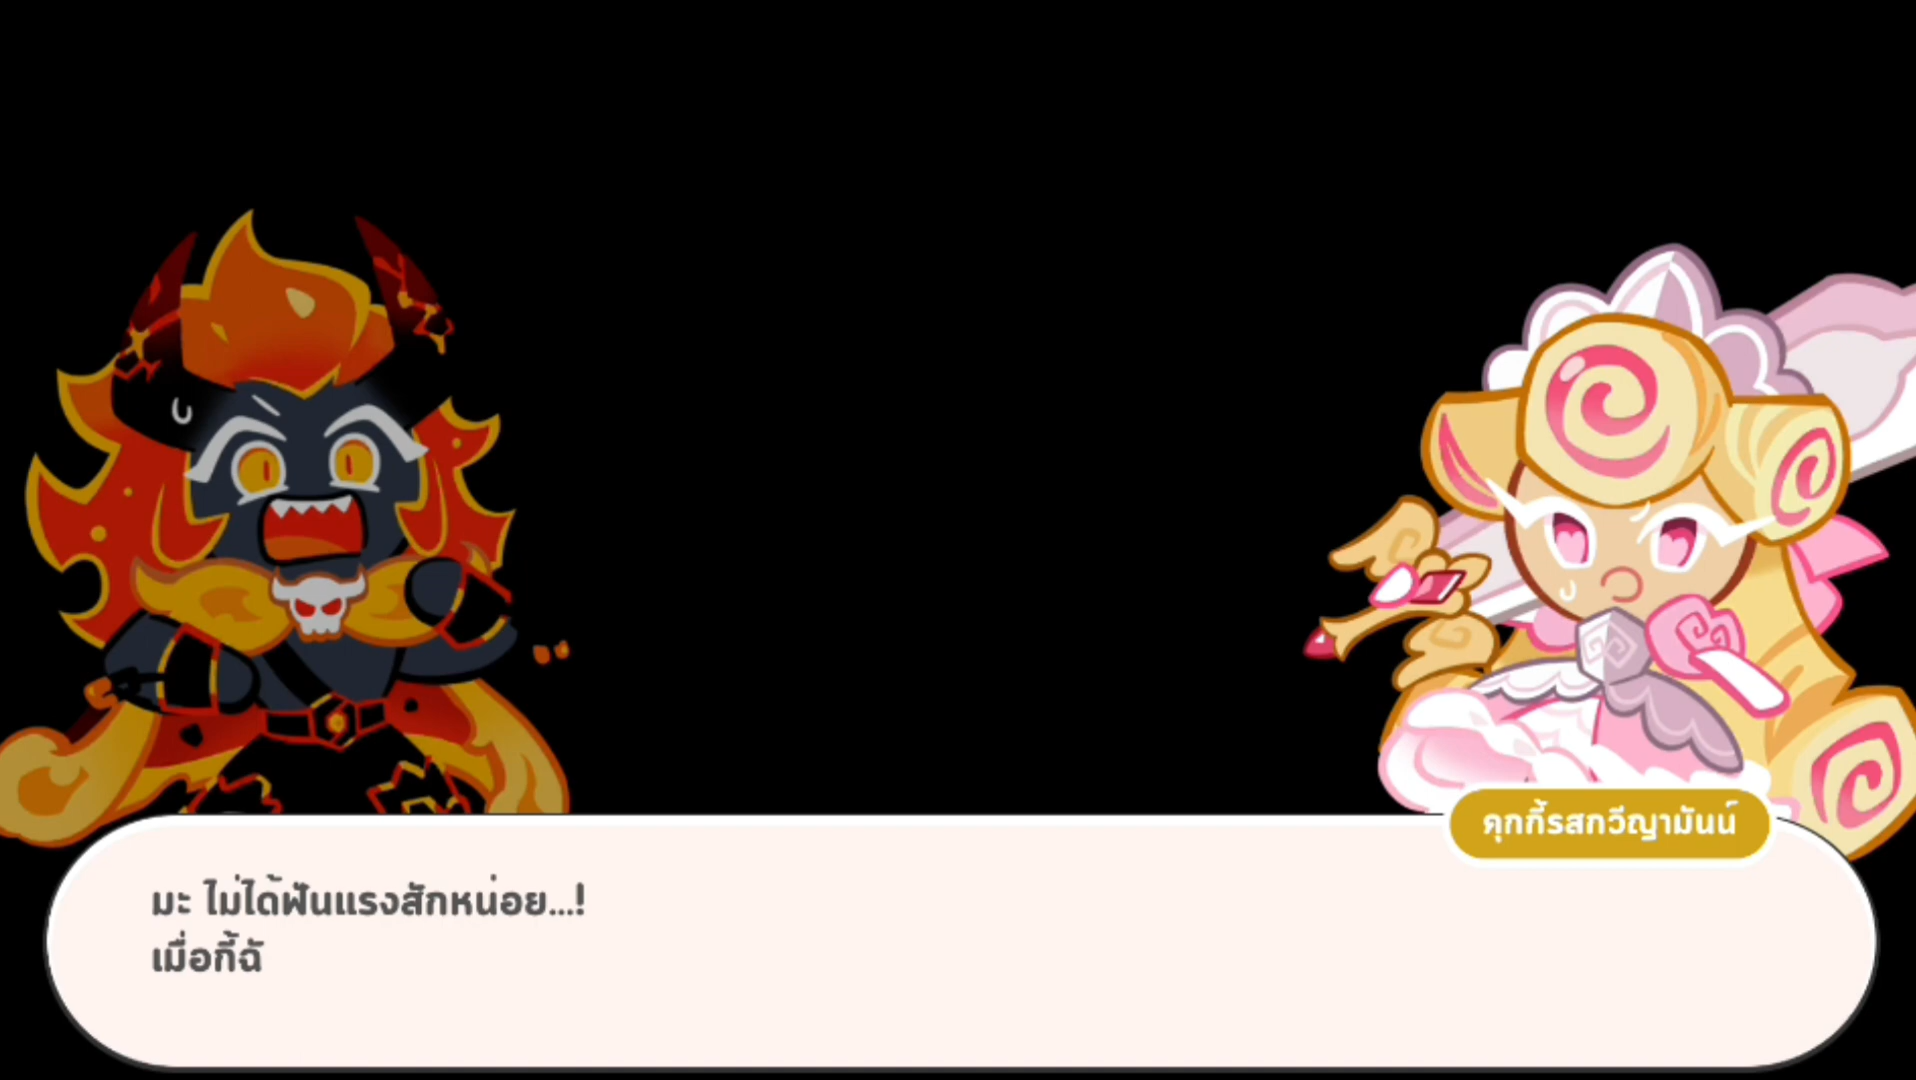 คุกกี้รสกวีญามันน์
มะ ไม่ได้ฟันแรงสักหน่อย...!
เมื่อกี้ฉั